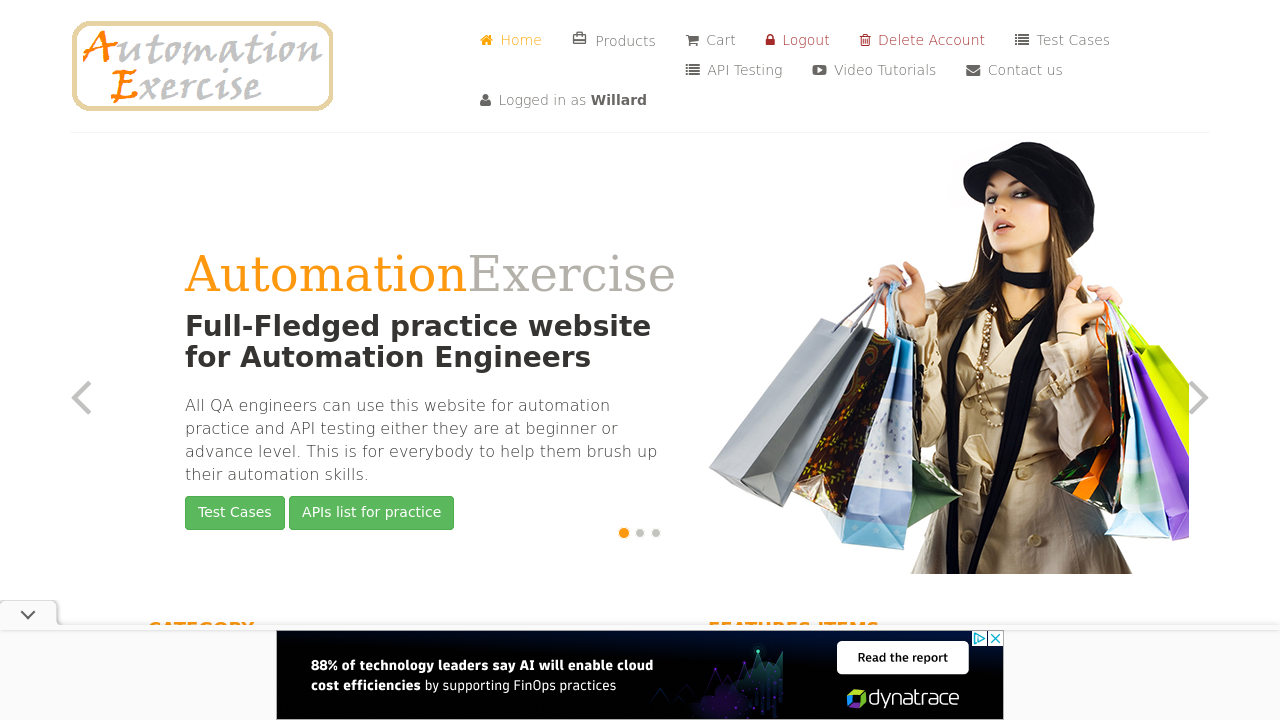 Automation
Exercise
Home
Products
Cart
Logout
Delete Account
Test Cases
API Testing
Video Tutorials
Contact us
Logged in as Willard
AutomationExercise
Full-Fledged practice website
for Automation Engineers
All QA engineers can use this website for automation
practice and API testing either they are at beginner or
advance level. This is for everybody to help them brush up
their automation skills.
Test Cases
APIs list for practice
CATEGORY
FEATURES ITEMS
88% of technology leaders say AI will enable cloud
cost efficiencies by supporting FinOps practices
Read the report
dynatrace